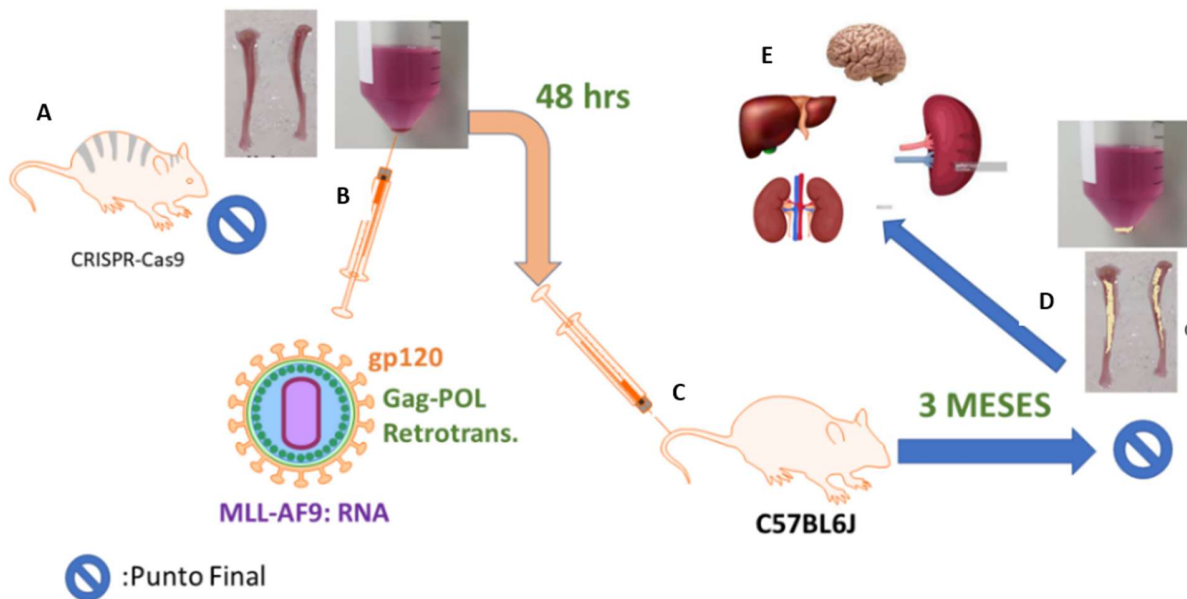 A
CRISPR-Cas9
B
48 hrs
gp120
Gag-POL
Retrotrans.
MLL-AF9: RNA
C
C57BL6J
3 MESES
D
E
:Punto Final